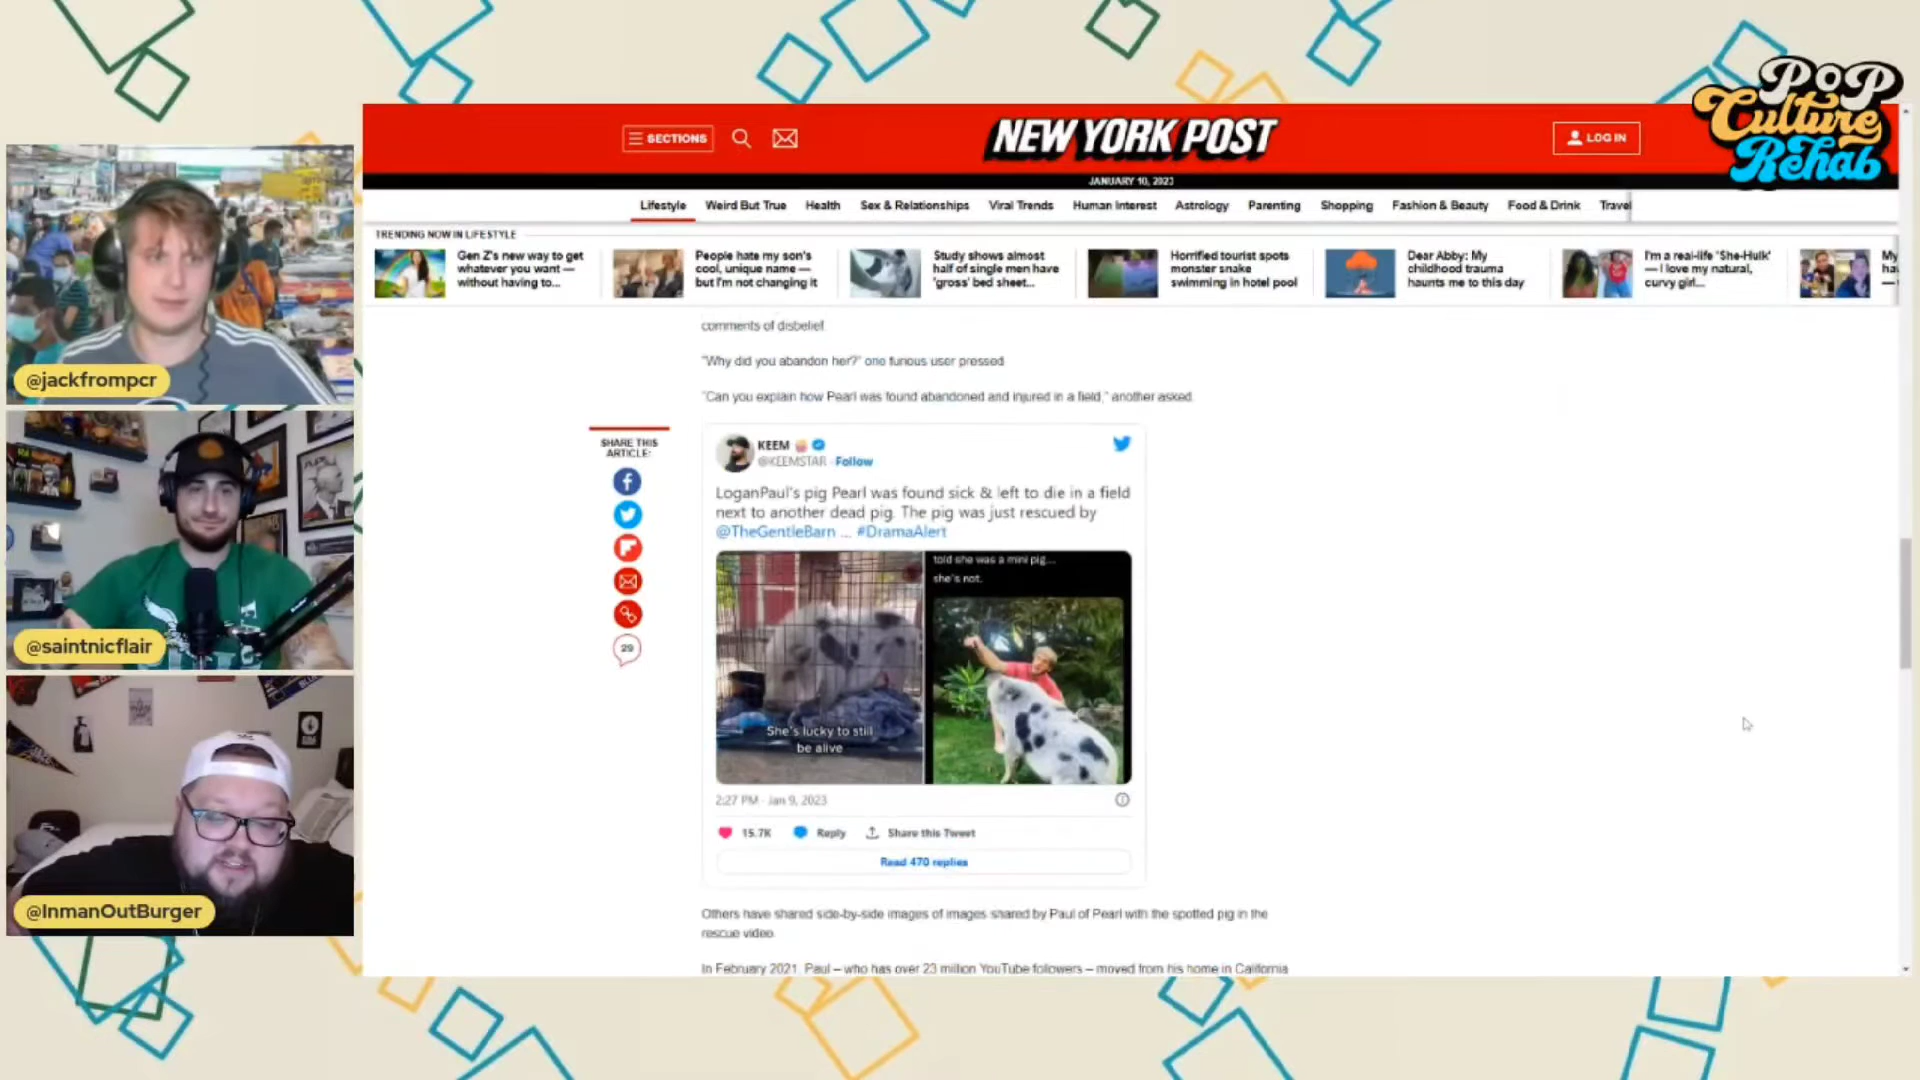 PoP
Culture
Rehab
SECTIONS
NEW YORK POST
LOG IN
JANUARY 10, 2023
Lifestyle
Weird But True
Health
Sex & Relationships
Viral Trends
Human Interest
Astrology
Parenting
Shopping
Fashion & Beauty
Food & Drink
Travel
TRENDING NOW IN LIFESTYLE
Gen Z's new way to get
whatever you want —
without having to...
People hate my son's
cool, unique name —
but I'm not changing it
Study shows almost
half of single men have
'gross' bed sheet...
Horrified tourist spots
monster snake
swimming in hotel pool
Dear Abby: My
childhood trauma
haunts me to this day
I'm a real-life 'She-Hulk'
— I love my natural,
curvy girl...
My
comments of disbelief.
"Why did you abandon her?" one furious user pressed.
"Can you explain how Pearl was found abandoned and injured in a field," another asked.
SHARE THIS
ARTICLE:
29
KEEM
@KEEMSTAR · Follow
LoganPaul's pig Pearl was found sick & left to die in a field
next to another dead pig. The pig was just rescued by
@TheGentleBarn ... #DramaAlert
She's lucky to still
be alive
told she was a mini pig...
she's not.
2:27 PM · Jan 9, 2023
15.7K
Reply
Share this Tweet
Read 470 replies
Others have shared side-by-side images of images shared by Paul of Pearl with the spotted pig in the
rescue video.
In February 2021, Paul – who has over 23 million YouTube followers – moved from his home in California
@jackfrompcr
@saintnicflair
@InmanOutBurger